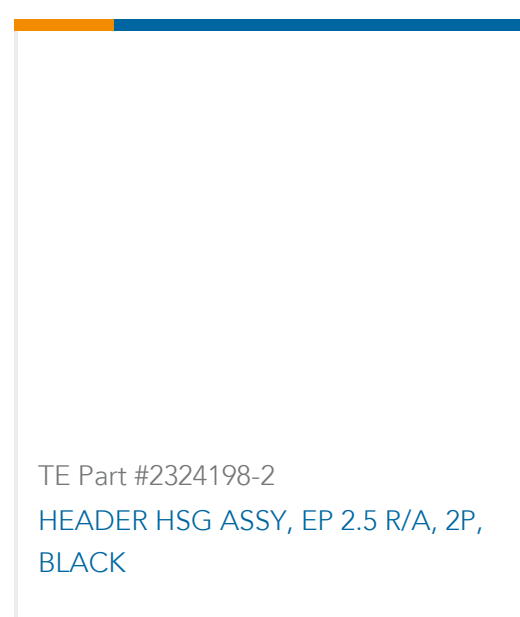 TE Part #2324198-2
HEADER HSG ASSY, EP 2.5 R/A, 2P,
BLACK